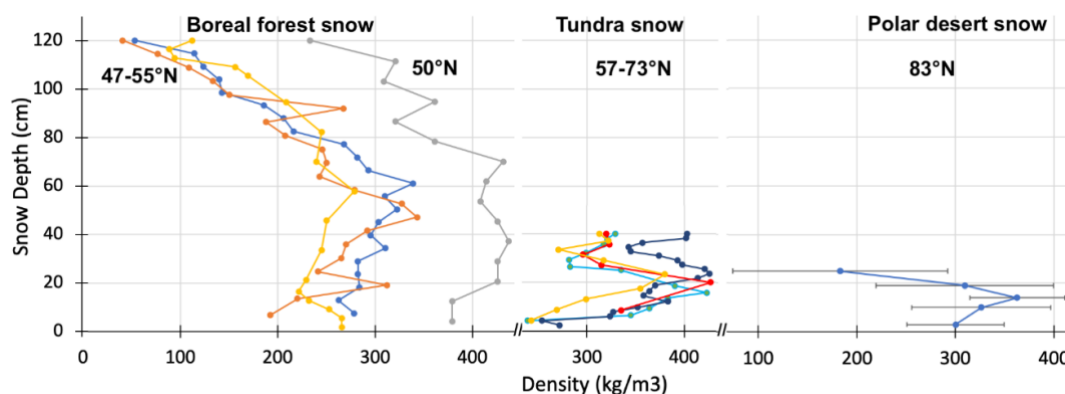 Boreal forest snow
Tundra snow
Polar desert snow
47-55°N
50°N
57-73°N
83°N
Snow Depth (cm)
120
100
80
60
40
20
0
0 100 200 300 400 300 400 100 200 300 400
Density (kg/m3)